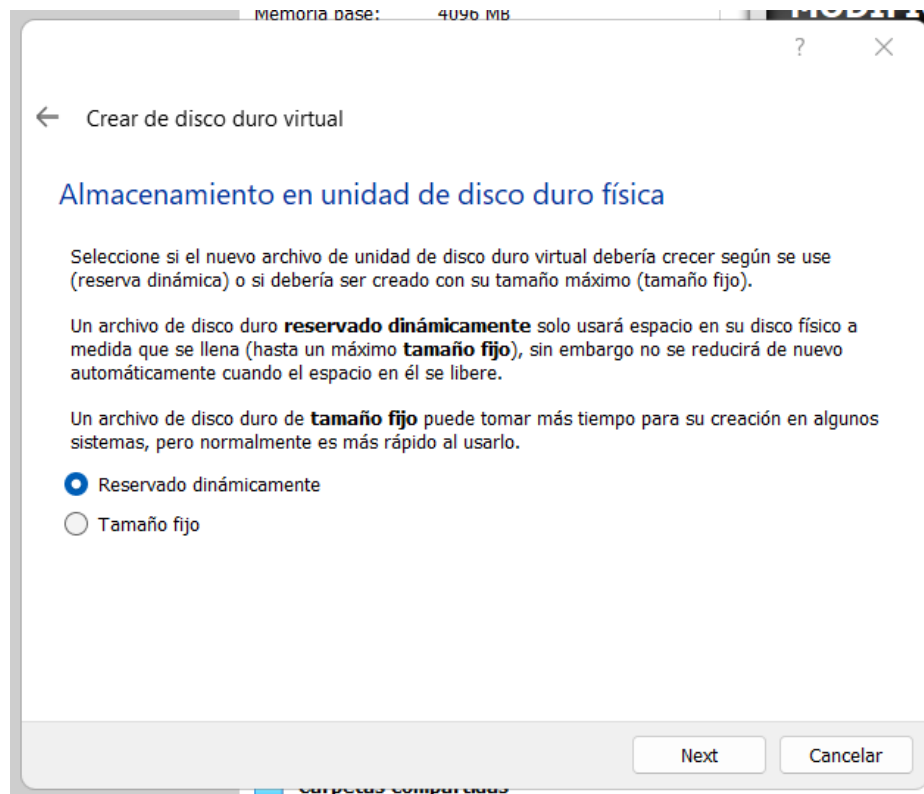 Memoria base: 4096 MB
?
Crear de disco duro virtual
Almacenamiento en unidad de disco duro física
Seleccione si el nuevo archivo de unidad de disco duro virtual debería crecer según se use
(reserva dinámica) o si debería ser creado con su tamaño máximo (tamaño fijo).
Un archivo de disco duro reservado dinámicamente solo usará espacio en su disco físico a
medida que se llena (hasta un máximo tamaño fijo), sin embargo no se reducirá de nuevo
automáticamente cuando el espacio en él se libere.
Un archivo de disco duro de tamaño fijo puede tomar más tiempo para su creación en algunos
sistemas, pero normalmente es más rápido al usarlo.
Reservado dinámicamente
Tamaño fijo
Next Cancelar
Carpetas compartidas